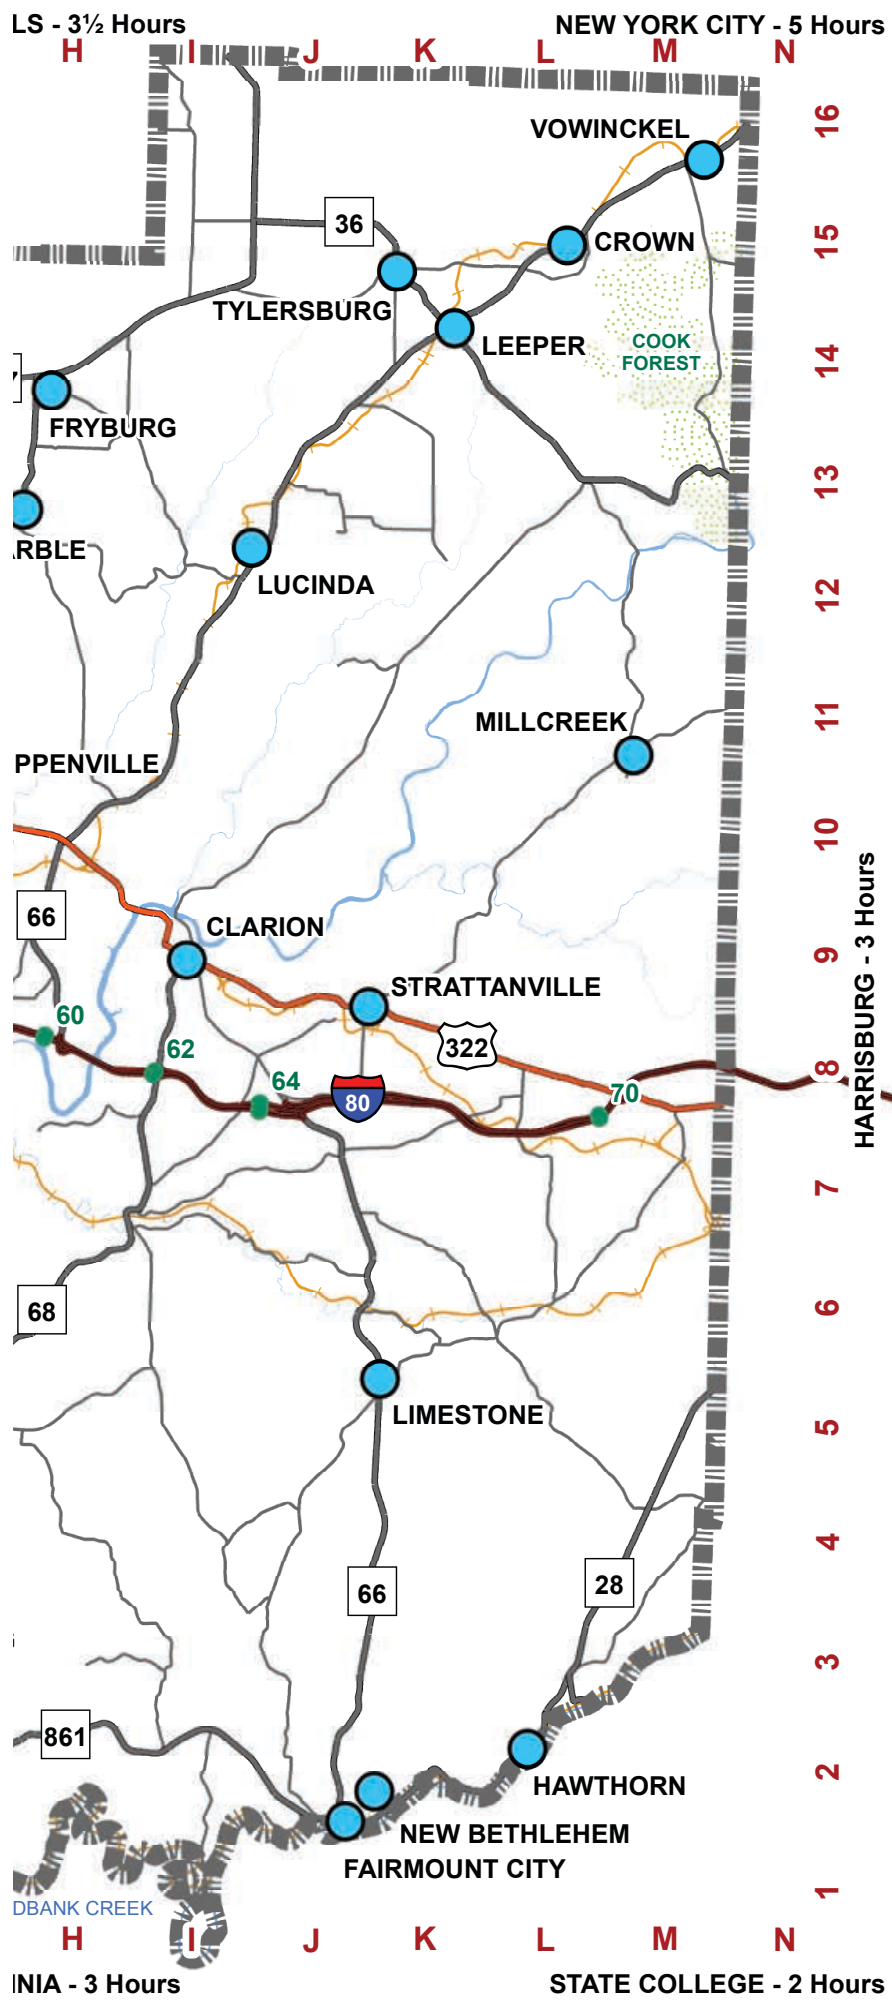 LS - 3½ Hours
NEW YORK CITY - 5 Hours
H I J K L M N
16
VOWINCKEL
36
15
CROWN
TYLERSBURG
LEEPER
COOK
FOREST
14
7
FRYBURG
13
ARBLE
LUCINDA
12
MILLCREEK
11
PPENVILLE
10
66
CLARION
9
STRATTANVILLE
HARRISBURG - 3 Hours
60
322
62
8
64
80
70
7
68
6
LIMESTONE
5
4
66
28
3
861
2
HAWTHORN
NEW BETHLEHEM
FAIRMOUNT CITY
1
DBANK CREEK
H I J K L M N
INIA - 3 Hours
STATE COLLEGE - 2 Hours